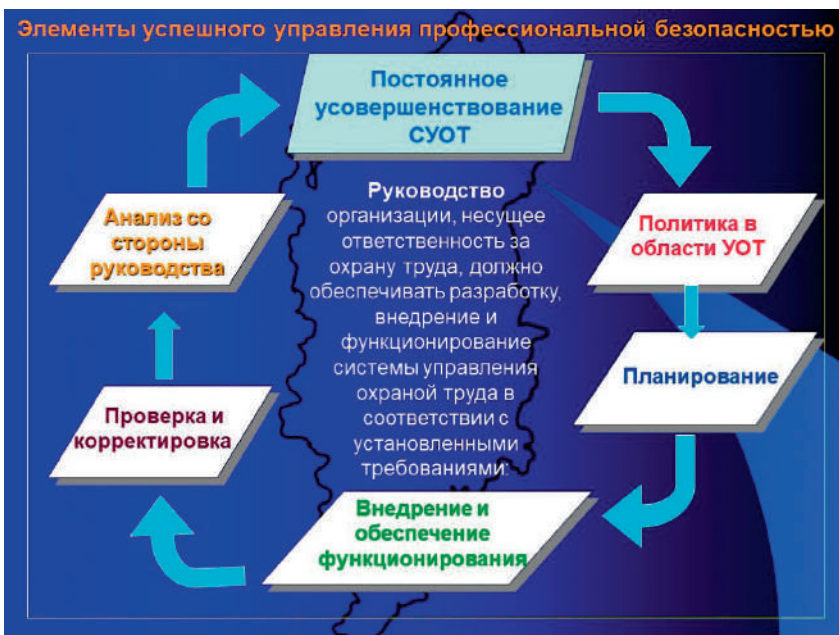 Элементы успешного управления профессиональной безопасностью
Постоянное
усовершенствование
СУОТ
Анализ со
стороны
руководства
Руководство
организации, несущее
ответственность за
охрану труда, должно
обеспечивать разработку,
внедрение и
функционирование
системы управления
охраной труда в
соответствии с
установленными
требованиями:
Политика в
области УОТ
Планирование
Проверка и
корректировка
Внедрение и
обеспечение
функционирования